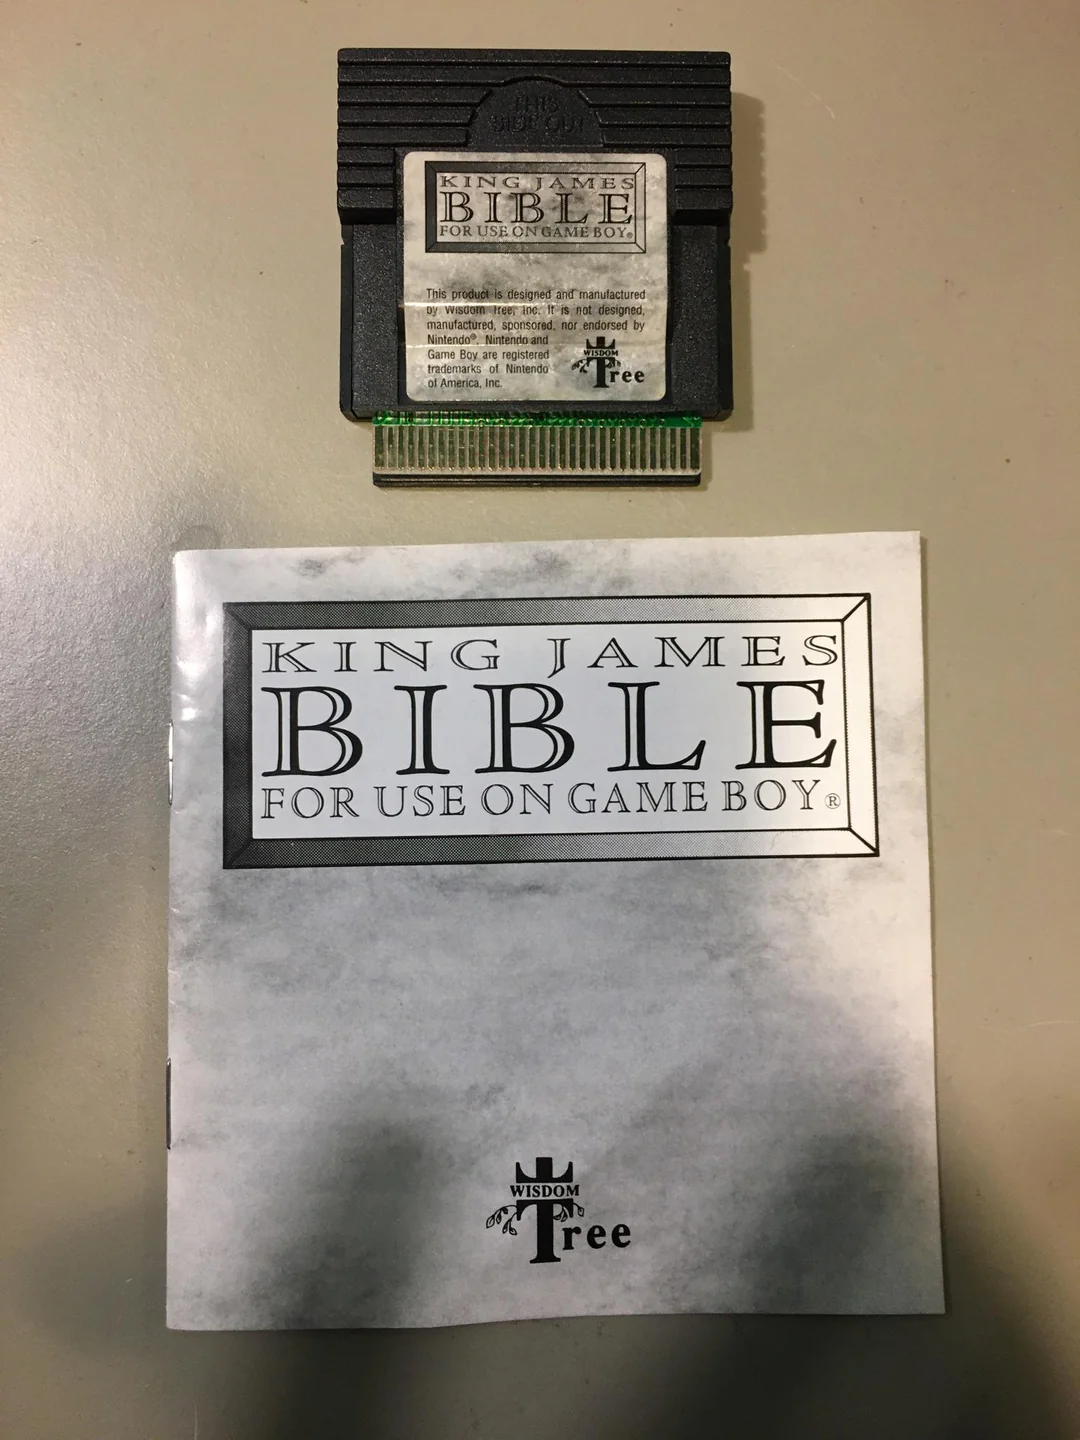 THIS
SIDE OUT
KING JAMES
BIBLE
FOR USE ON GAME BOY®
This product is designed and manufactured
by Wisdom Tree, Inc. It is not designed,
manufactured, sponsored, nor endorsed by
Nintendo®. Nintendo and
Game Boy are registered
trademarks of Nintendo
of America, Inc.
WISDOM
Tree
KING JAMES
BIBLE
FOR USE ON GAME BOY®
WISDOM
Tree